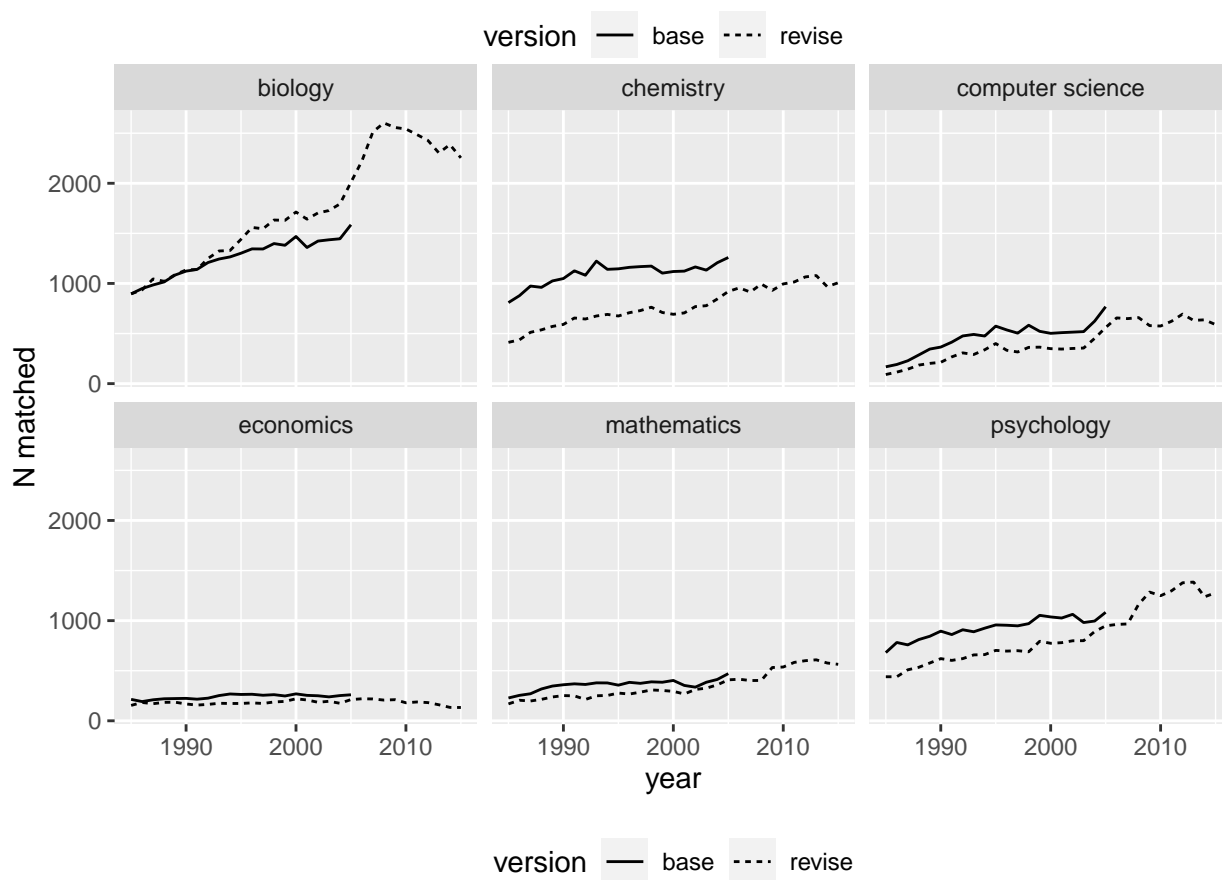 version base revise
biology chemistry computer science
2000
1000
0
economics mathematics psychology
2000
1000
0
N matched
1990 2000 2010 1990 2000 2010 1990 2000 2010
year
version base revise